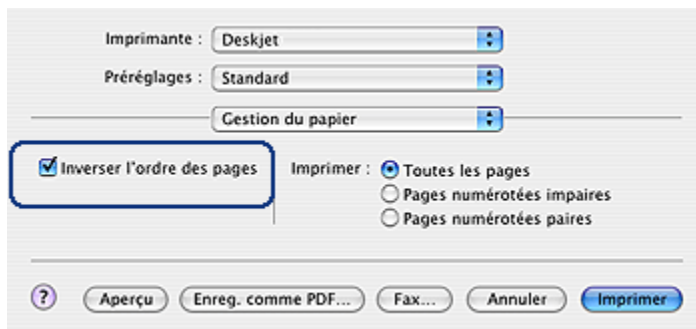 Imprimante : Deskjet
Préréglages : Standard
Gestion du papier
Inverser l'ordre des pages
Imprimer : Toutes les pages
Pages numérotées impaires
Pages numérotées paires
? Aperçu Enreg. comme PDF... Fax... Annuler Imprimer